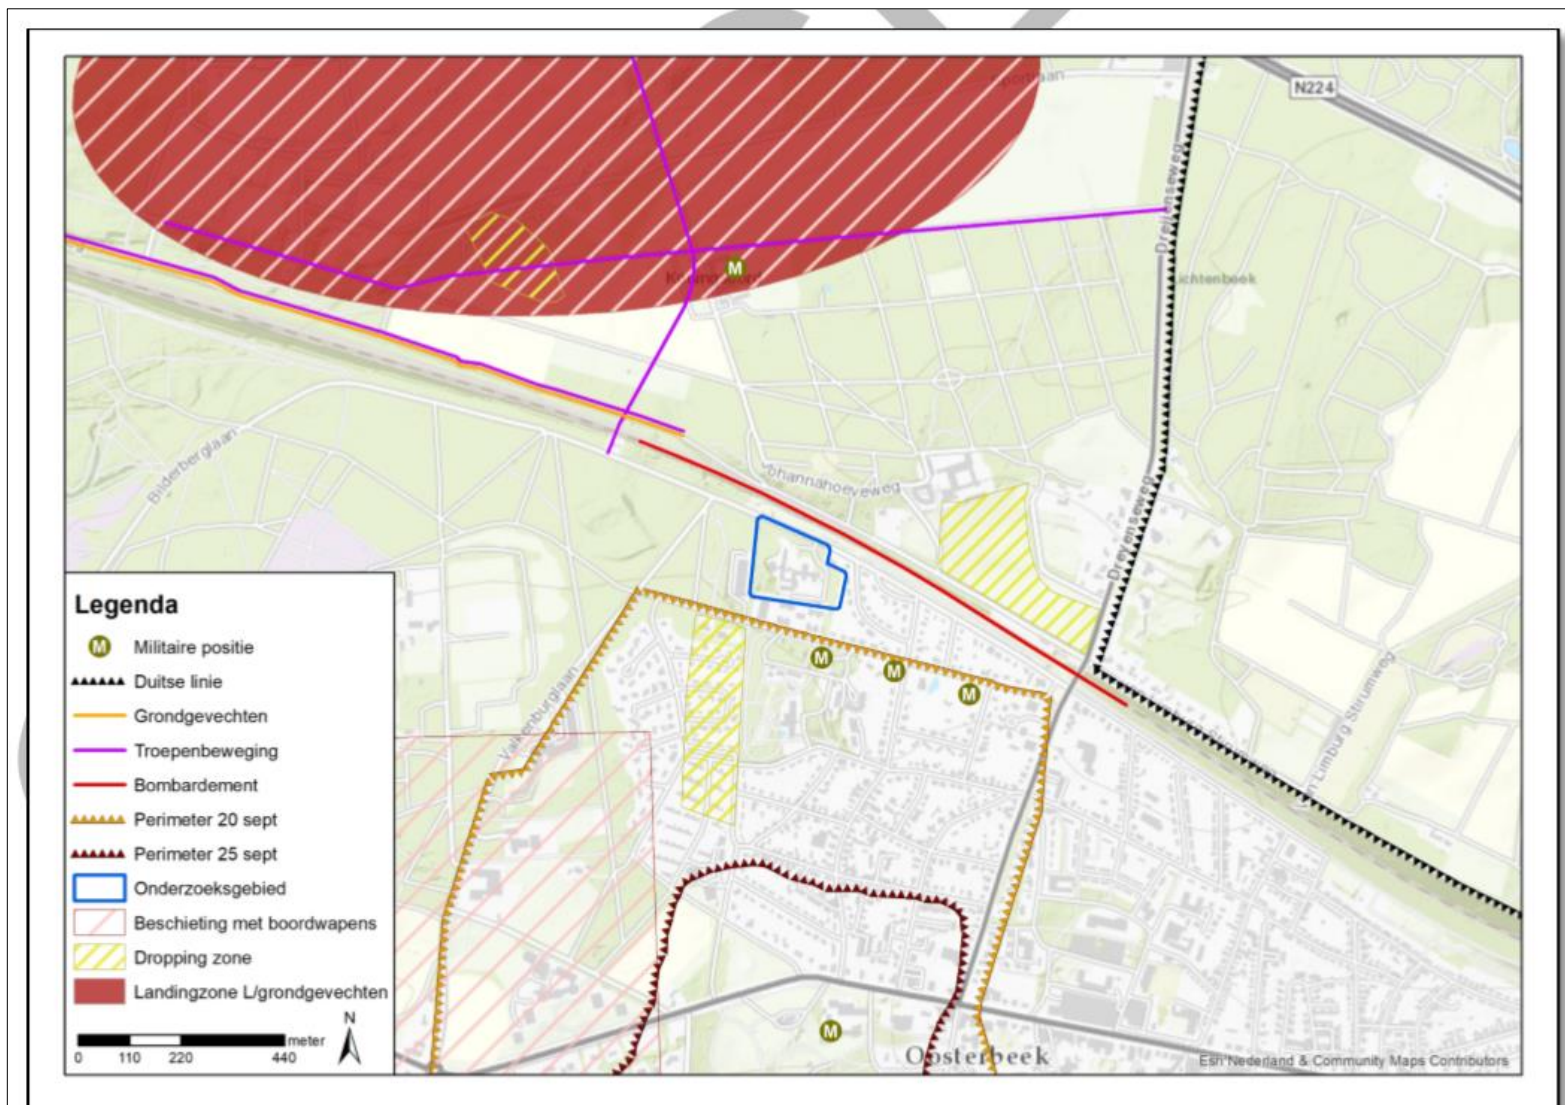 Sportlaan
N224
Dreijenseweg
Lichtenbeek
Bilderberglaan
Johannahoeveweg
Dreijenseweg
Valkenburglaan
Van Limburg Stirumweg
Oosterbeek
Esri Nederland & Community Maps Contributors
Legenda
M Militaire positie
Duitse linie
Grondgevechten
Troepenbeweging
Bombardement
Perimeter 20 sept
Perimeter 25 sept
Onderzoeksgebied
Beschieting met boordwapens
Dropping zone
Landingzone L/grondgevechten
N
meter
0 110 220 440
M
M
M
M
M